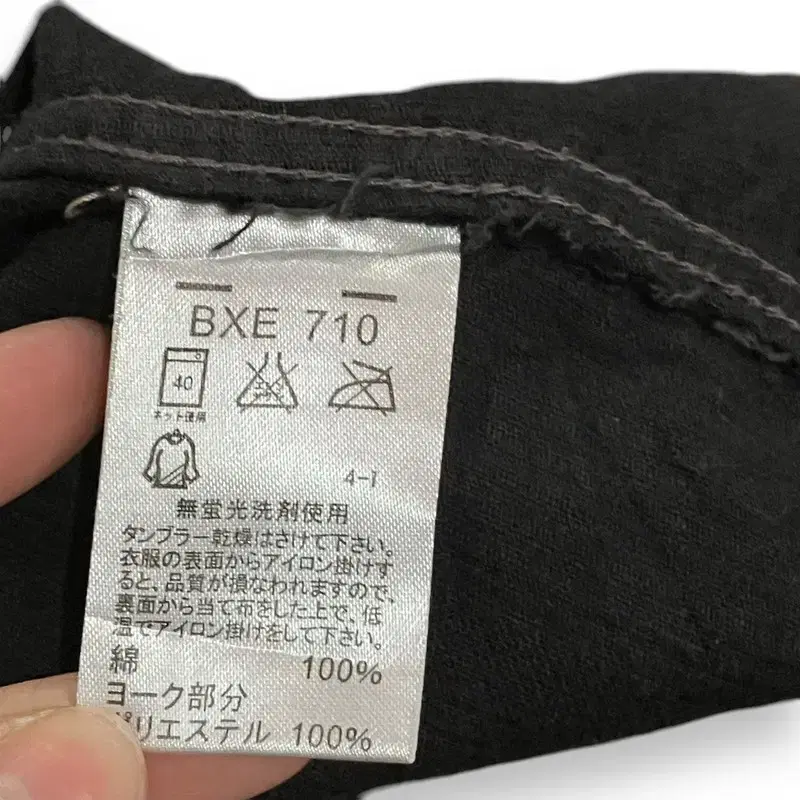 BXE 710
40
ネット使用
4-I
無蛍光洗剤使用
タンブラー乾燥はさけて下さい。
衣服の表面からアイロン掛けす
ると、品質が損なわれますので、
裏面から当て布をした上で、低
温でアイロン掛けをして下さい。
綿 100%
ヨーク部分
ポリエステル 100%